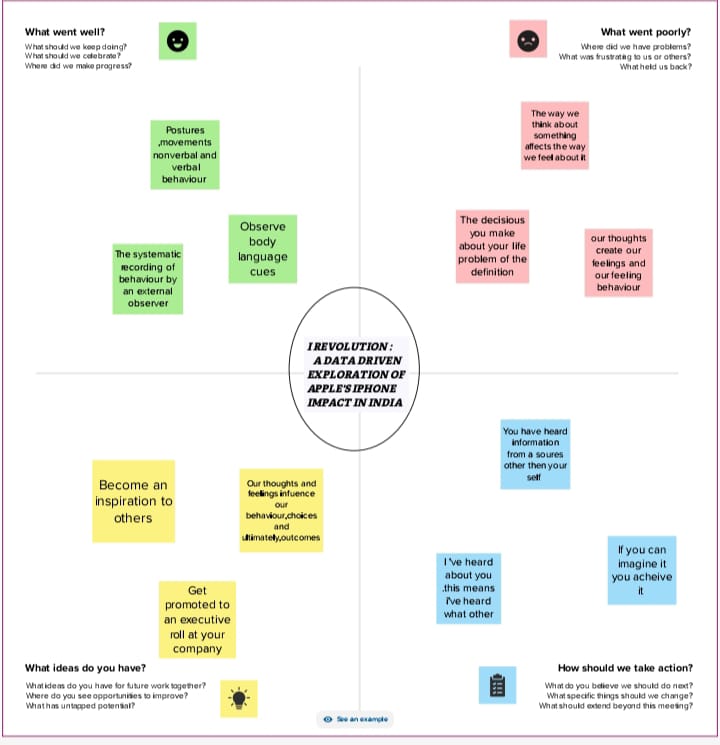 What went well?
What should we keep doing?
What should we celebrate?
Where did we make progress?
What went poorly?
Where did we have problems?
What was frustrating to us or others?
What held us back?
Postures
,movements
nonverbal and
verbal
behaviour
Observe
body
language
cues
The systematic
recording of
behaviour by
an external
observer
The way we
think about
something
affects the way
we feel about it
The decisious
you make
about your life
problem of the
definition
our thoughts
create our
feelings and
our feeling
behaviour
I REVOLUTION :
A DATA DRIVEN
EXPLORATION OF
APPLE'S IPHONE
IMPACT IN INDIA
Become an
inspiration to
others
Our thoughts and
feelings infuence
our
behaviour,choices
and
ultimately,outcomes
Get
promoted to
an executive
roll at your
company
You have heard
information
from a soures
other then your
self
I've heard
about you
.this means
i've heard
what other
If you can
imagine it
you acheive
it
What ideas do you have?
What ideas do you have for future work together?
Where do you see opportunities to improve?
What has untapped potential?
How should we take action?
What do you believe we should do next?
What specific things should we change?
What should extend beyond this meeting?
See an example